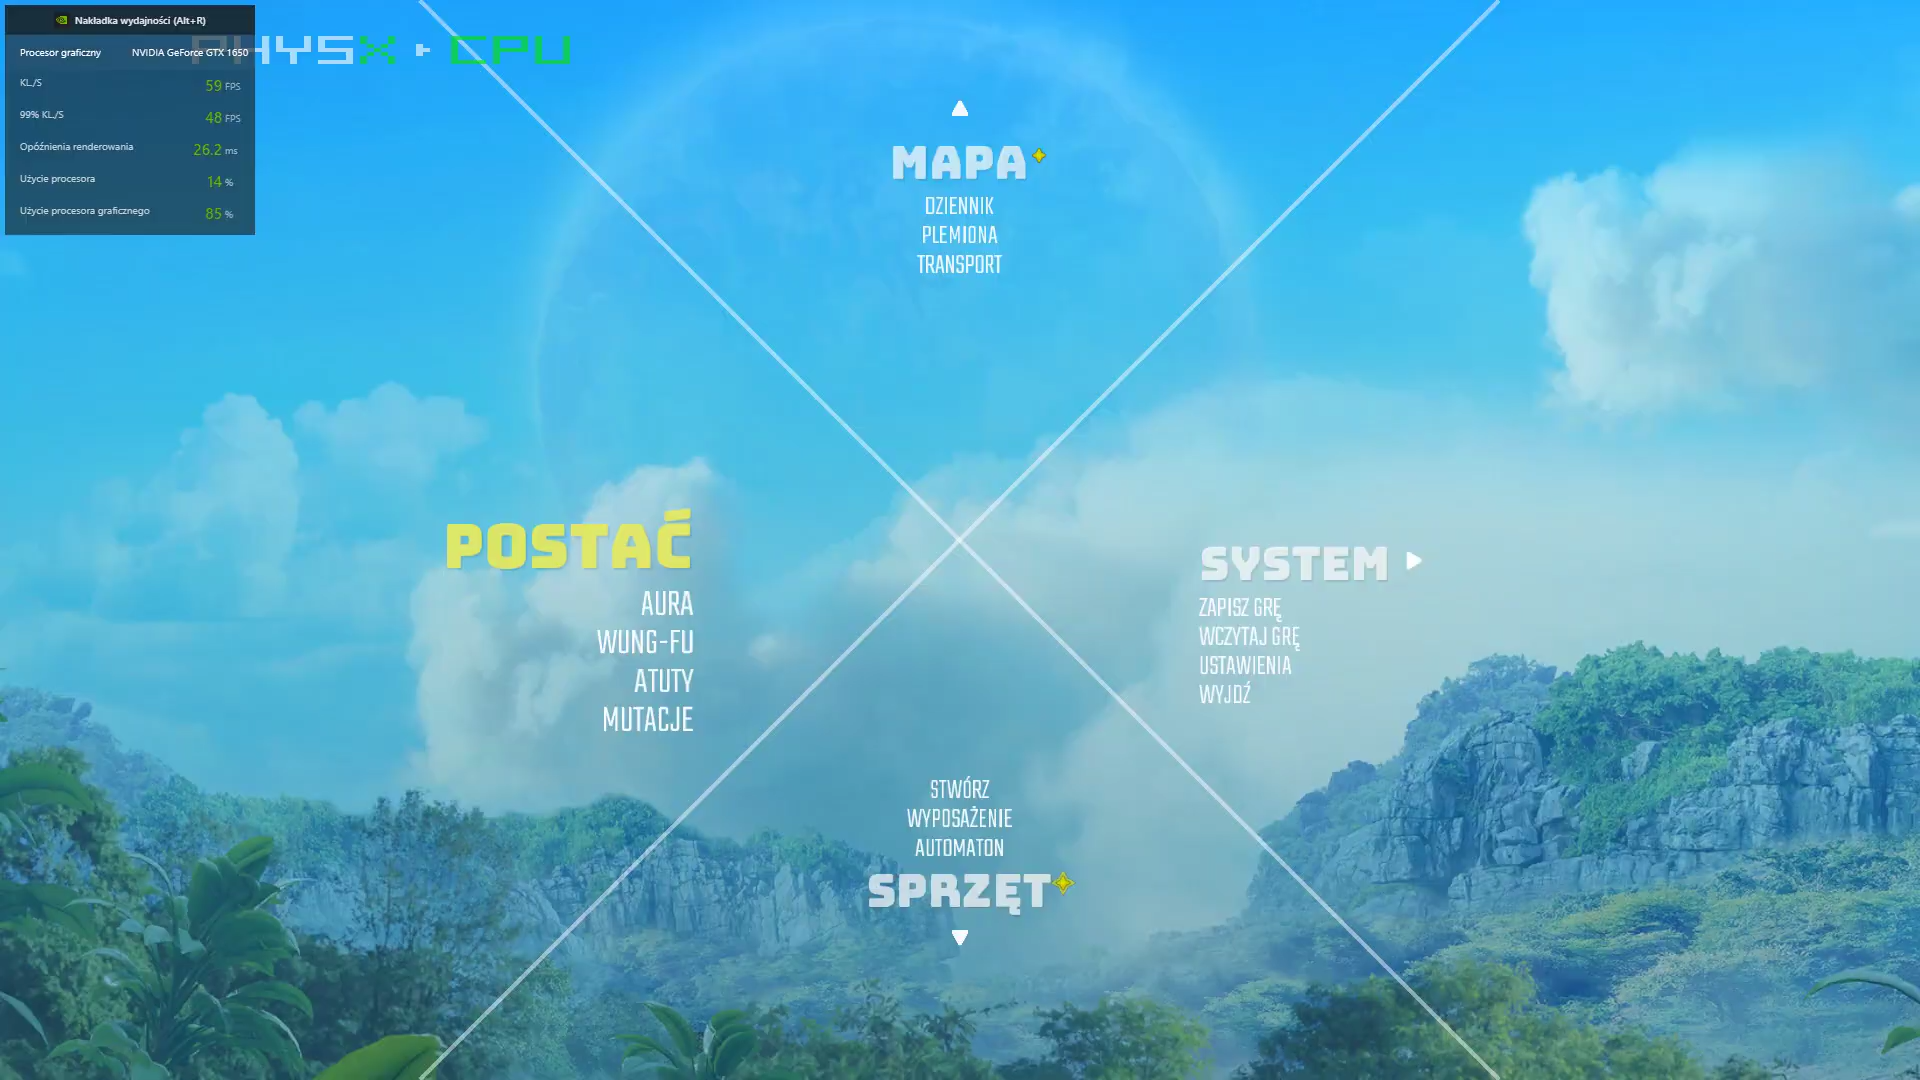 Nakładka wydajności (Alt+R)
Procesor graficzny NVIDIA GeForce GTX 1650
KL./S 59 FPS
99% KL./S 48 FPS
Opóźnienia renderowania 26.2 ms
Użycie procesora 14 %
Użycie procesora graficznego 85 %
PHYSX · CPU
MAPA
DZIENNIK
PLEMIONA
TRANSPORT
POSTAĆ
AURA
WUNG-FU
ATUTY
MUTACJE
SYSTEM
ZAPISZ GRĘ
WCZYTAJ GRĘ
USTAWIENIA
WYJDŹ
STWÓRZ
WYPOSAŻENIE
AUTOMATON
SPRZĘT